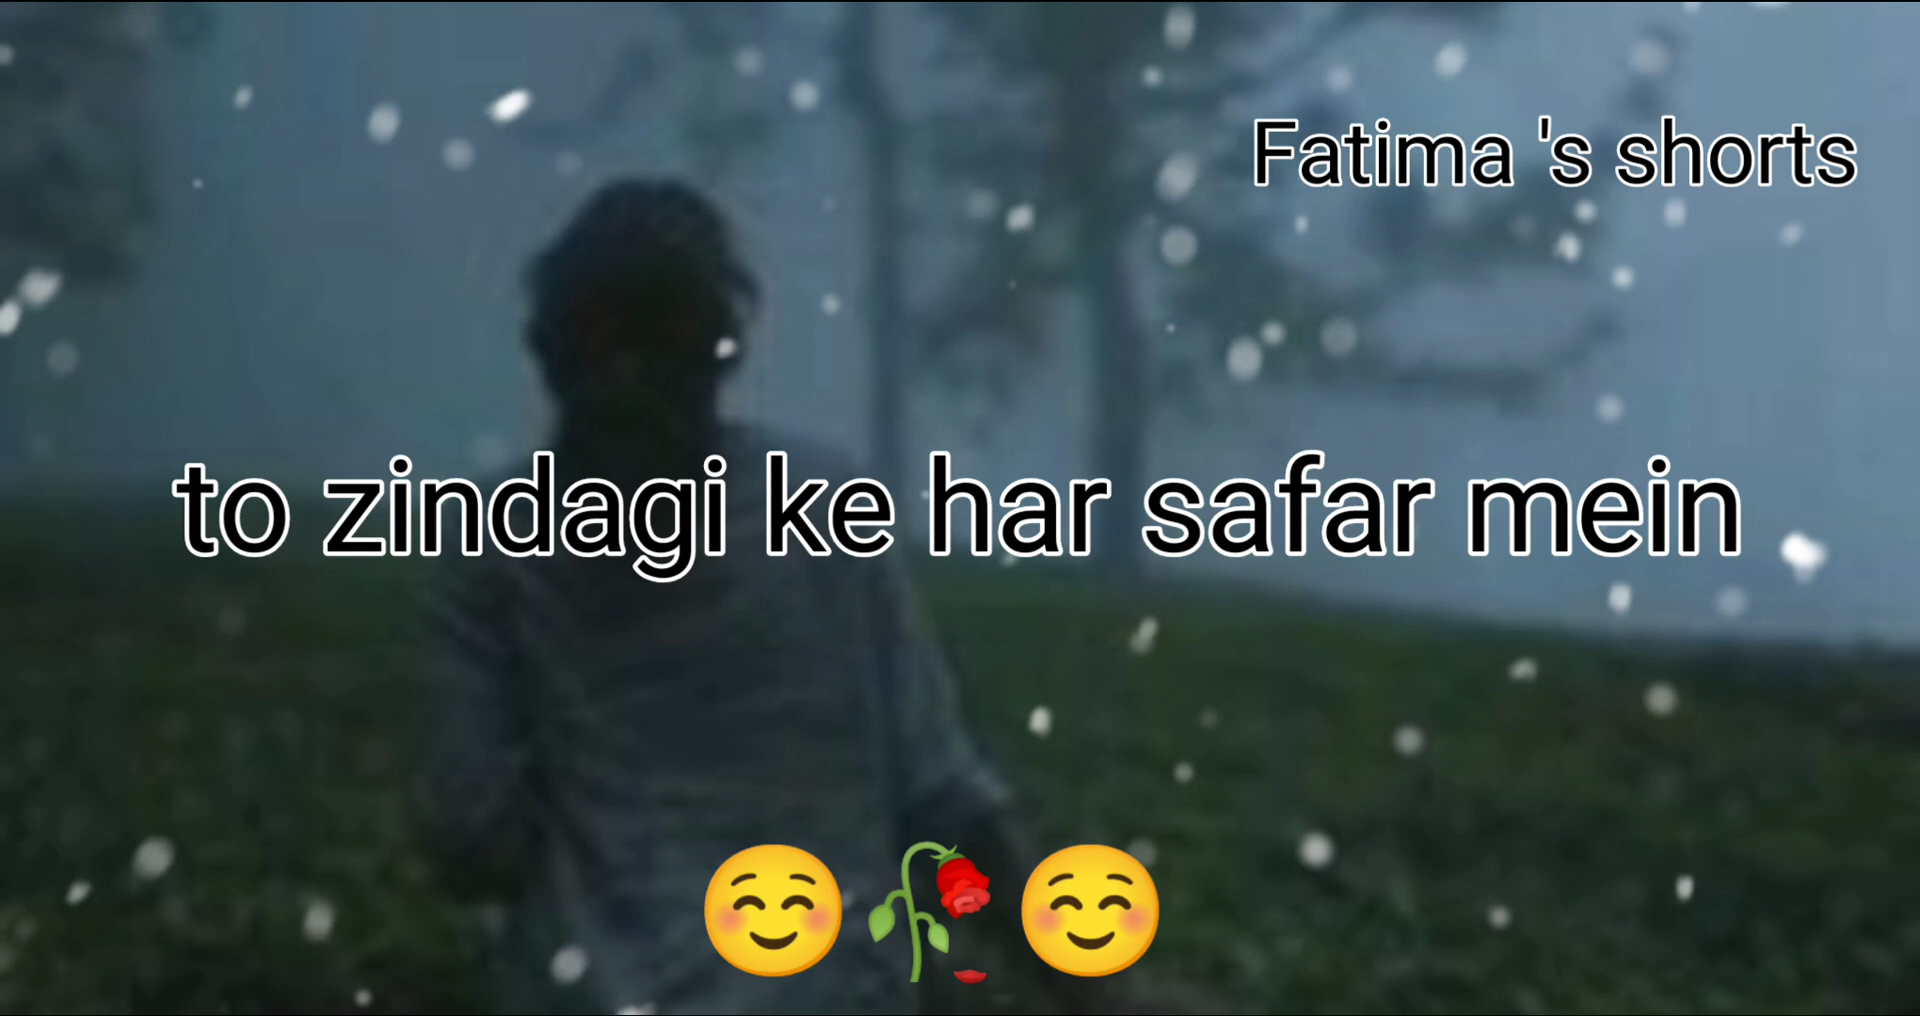 Fatima 's shorts
to zindagi ke har safar mein
☺️🥀☺️